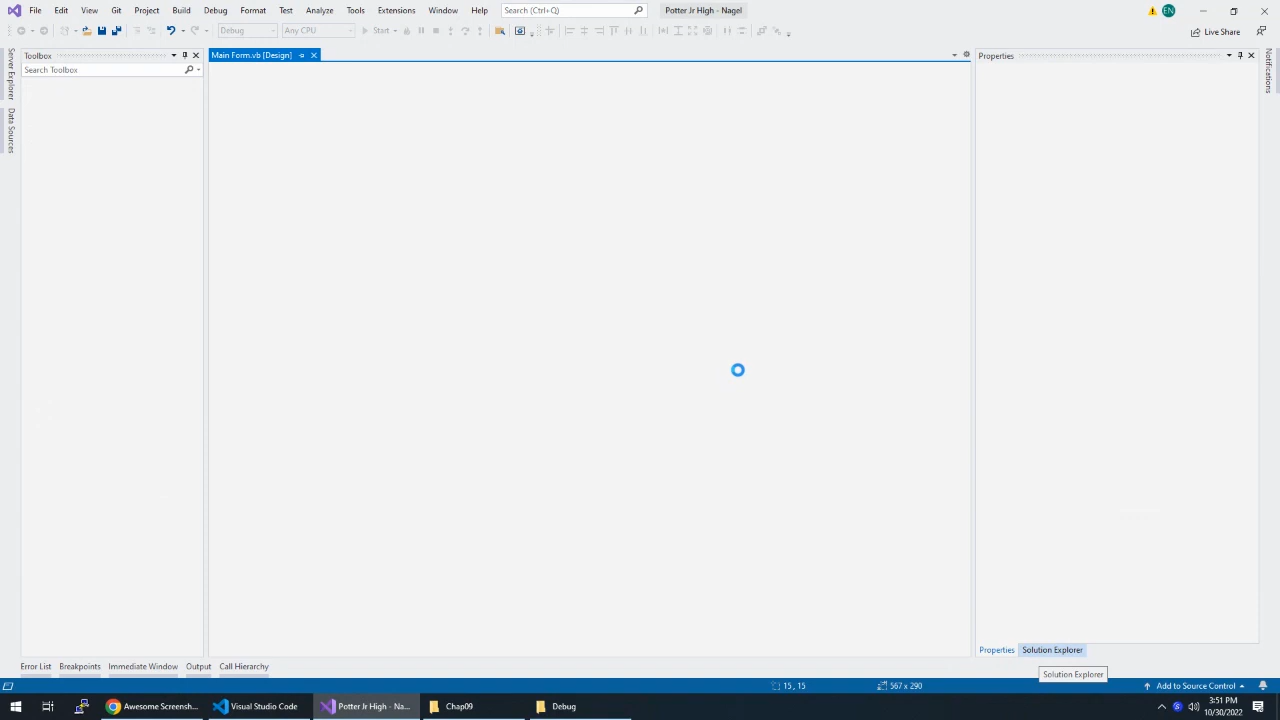 File Edit View Git Project Build Debug Format Test Analyze Tools Extensions Window Help Search (Ctrl+Q) Potter Jr High - Nagel EN
Debug Any CPU Start Live Share
Server Explorer
Data Sources
Toolbox
Search Toolbox
Main Form.vb [Design]
Properties
Notifications
Properties Solution Explorer
Solution Explorer
Error List Breakpoints Immediate Window Output Call Hierarchy
15 , 15 567 x 290 Add to Source Control
Awesome Screensh... Visual Studio Code Potter Jr High - Na... Chap09 Debug
3:51 PM
10/30/2022